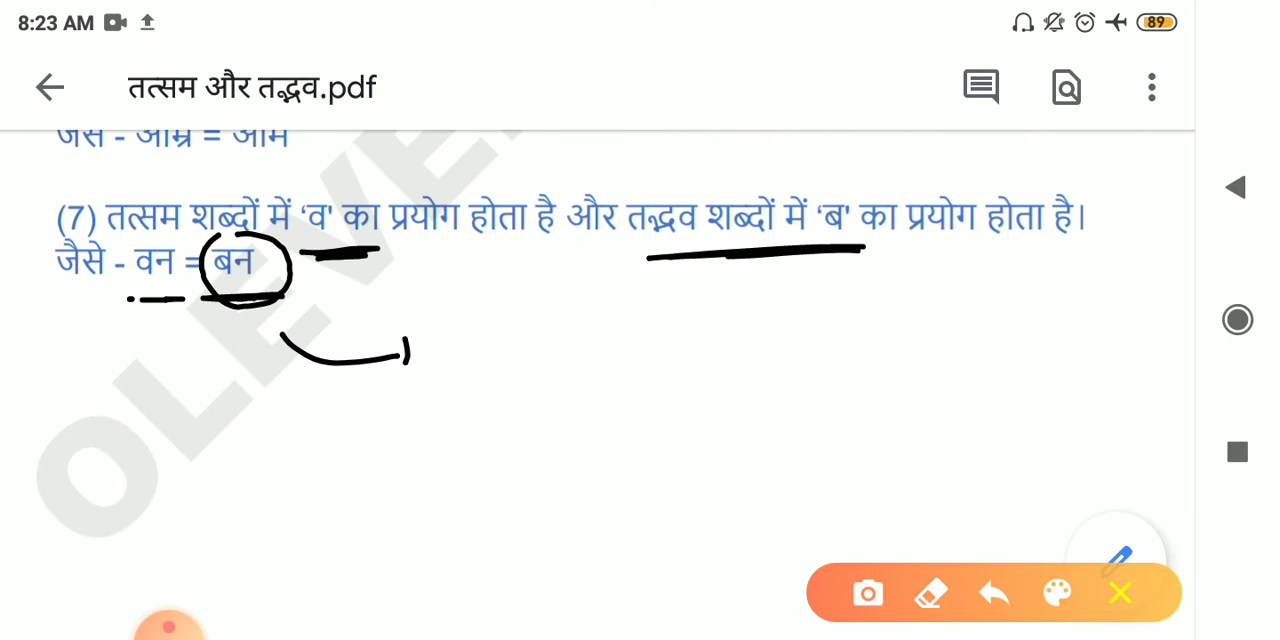 8:23 AM
89
तत्सम और तद्भव.pdf
जैसे - आम्र = आम
(7) तत्सम शब्दों में ‘व' का प्रयोग होता है और तद्भव शब्दों में ‘ब' का प्रयोग होता है।
जैसे - वन = बन
OLEVE